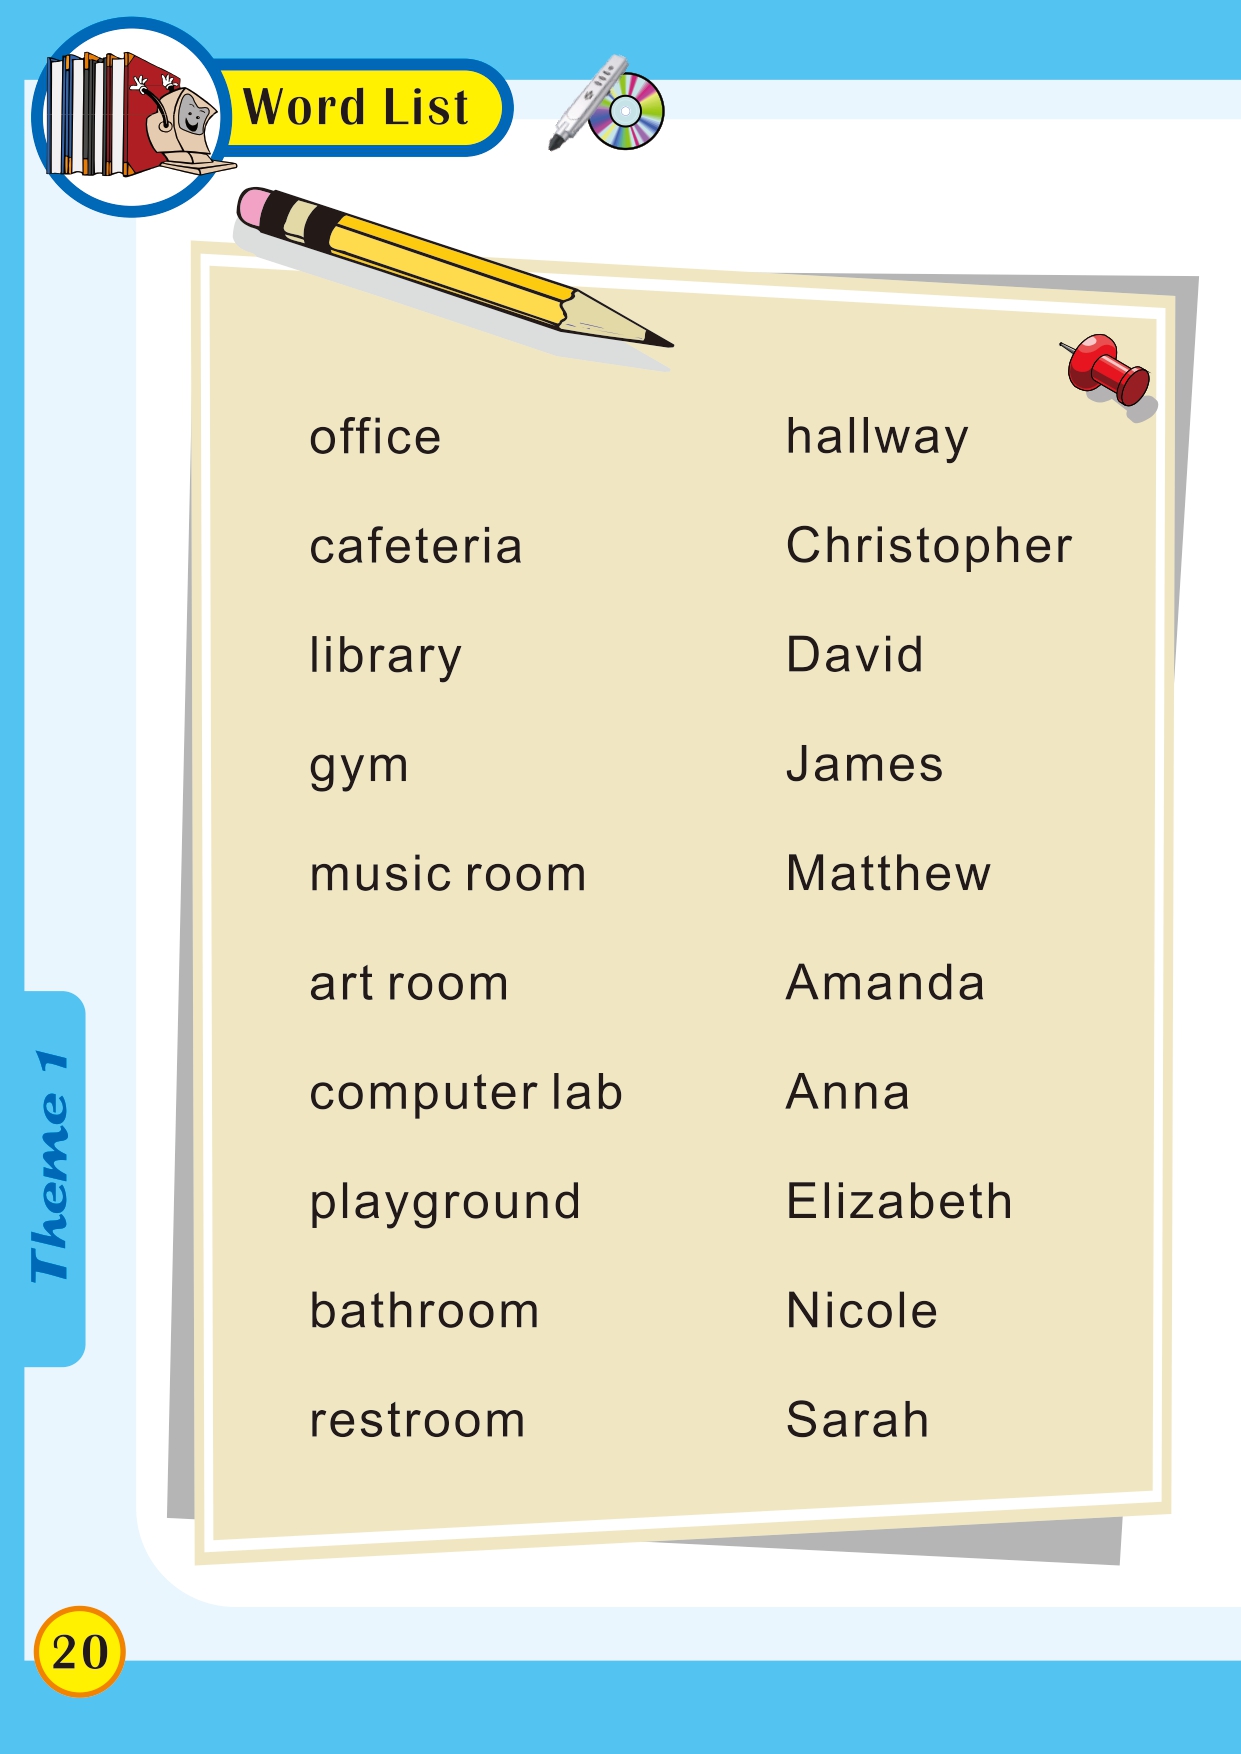 Word List
office
cafeteria
library
gym
music room
art room
computer lab
playground
bathroom
restroom
hallway
Christopher
David
James
Matthew
Amanda
Anna
Elizabeth
Nicole
Sarah
Theme 1
20